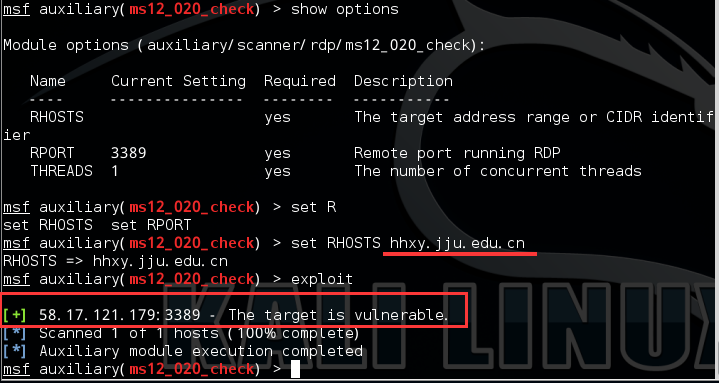 msf auxiliary(ms12_020_check) > show options
Module options (auxiliary/scanner/rdp/ms12_020_check):
Name Current Setting Required Description
---- --------------- -------- -----------
RHOSTS yes The target address range or CIDR identif
ier
RPORT 3389 yes Remote port running RDP
THREADS 1 yes The number of concurrent threads
msf auxiliary(ms12_020_check) > set R
set RHOSTS set RPORT
msf auxiliary(ms12_020_check) > set RHOSTS hhxy.jju.edu.cn
RHOSTS => hhxy.jju.edu.cn
msf auxiliary(ms12_020_check) > exploit
[+] 58.17.121.179:3389 - The target is vulnerable.
[*] Scanned 1 of 1 hosts (100% complete)
[*] Auxiliary module execution completed
msf auxiliary(ms12_020_check) >
KALI LINUX